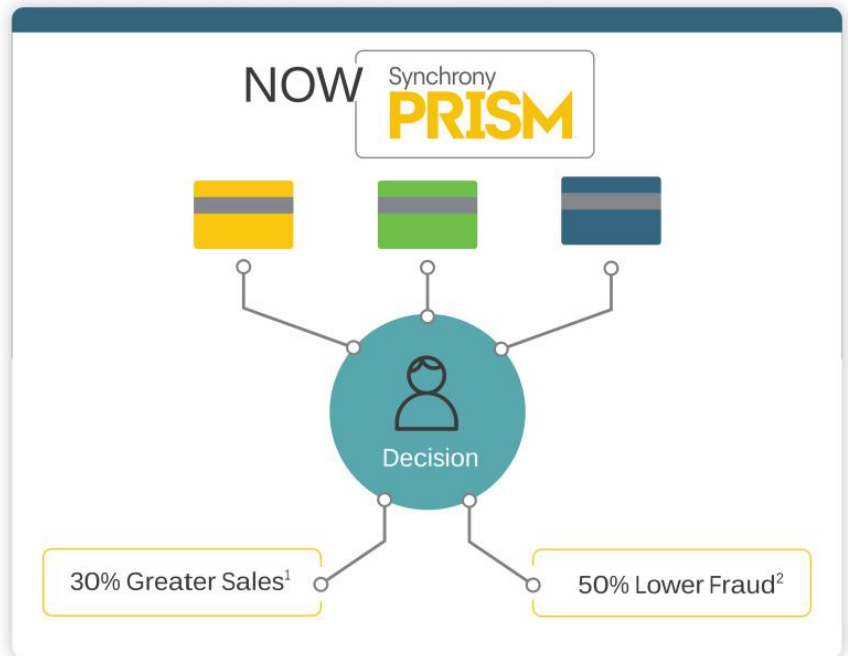 NOW
Synchrony
PRISM
Decision
30% Greater Sales¹
50% Lower Fraud²